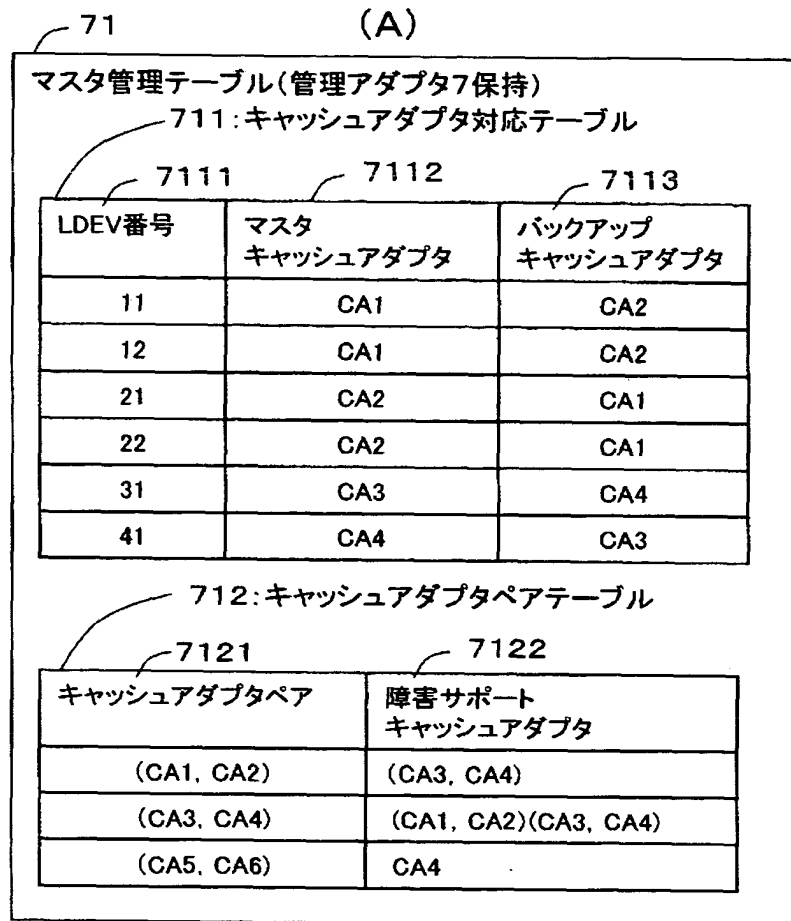 71
(A)
マスタ管理テーブル(管理アダプタ7保持)
711:キャッシュアダプタ対応テーブル
7111
7112
7113
LDEV番号
マスタ
キャッシュアダプタ
バックアップ
キャッシュアダプタ
11 CA1 CA2
12 CA1 CA2
21 CA2 CA1
22 CA2 CA1
31 CA3 CA4
41 CA4 CA3
712:キャッシュアダプタペアテーブル
7121
7122
キャッシュアダプタペア
障害サポート
キャッシュアダプタ
(CA1, CA2) (CA3, CA4)
(CA3, CA4) (CA1, CA2)(CA3, CA4)
(CA5, CA6) CA4